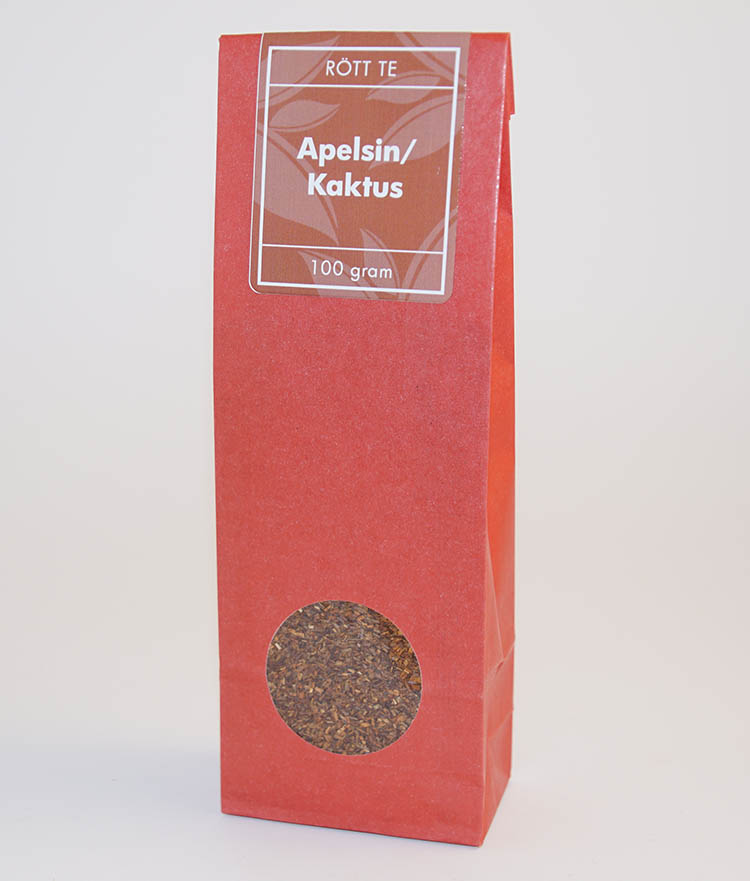 RÖTT TE
Apelsin/
Kaktus
100 gram